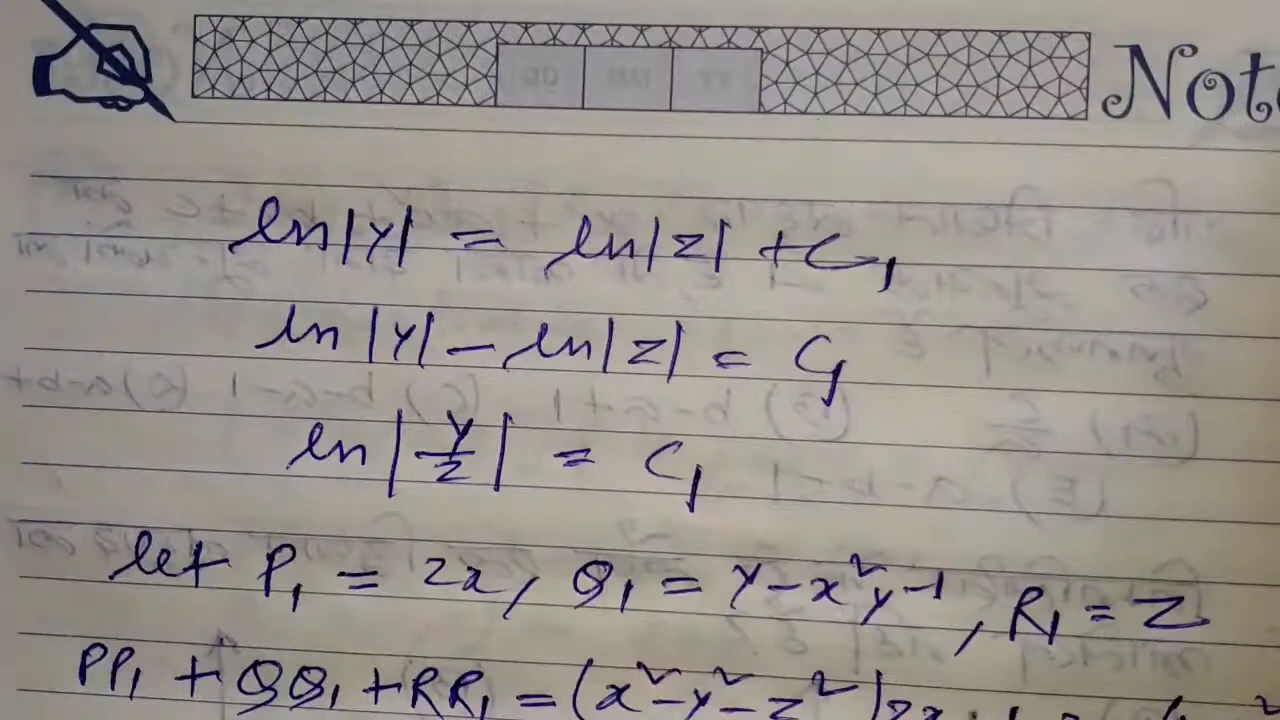 Note
ln|y| = ln|z| + C₁
ln|y| - ln|z| = C₁
ln|y/z| = C₁
let P₁ = 2x, Q₁ = y-x²y⁻¹, R₁ = z
PP₁ + QQ₁ + RR₁ = (x²-y²-z²)2x